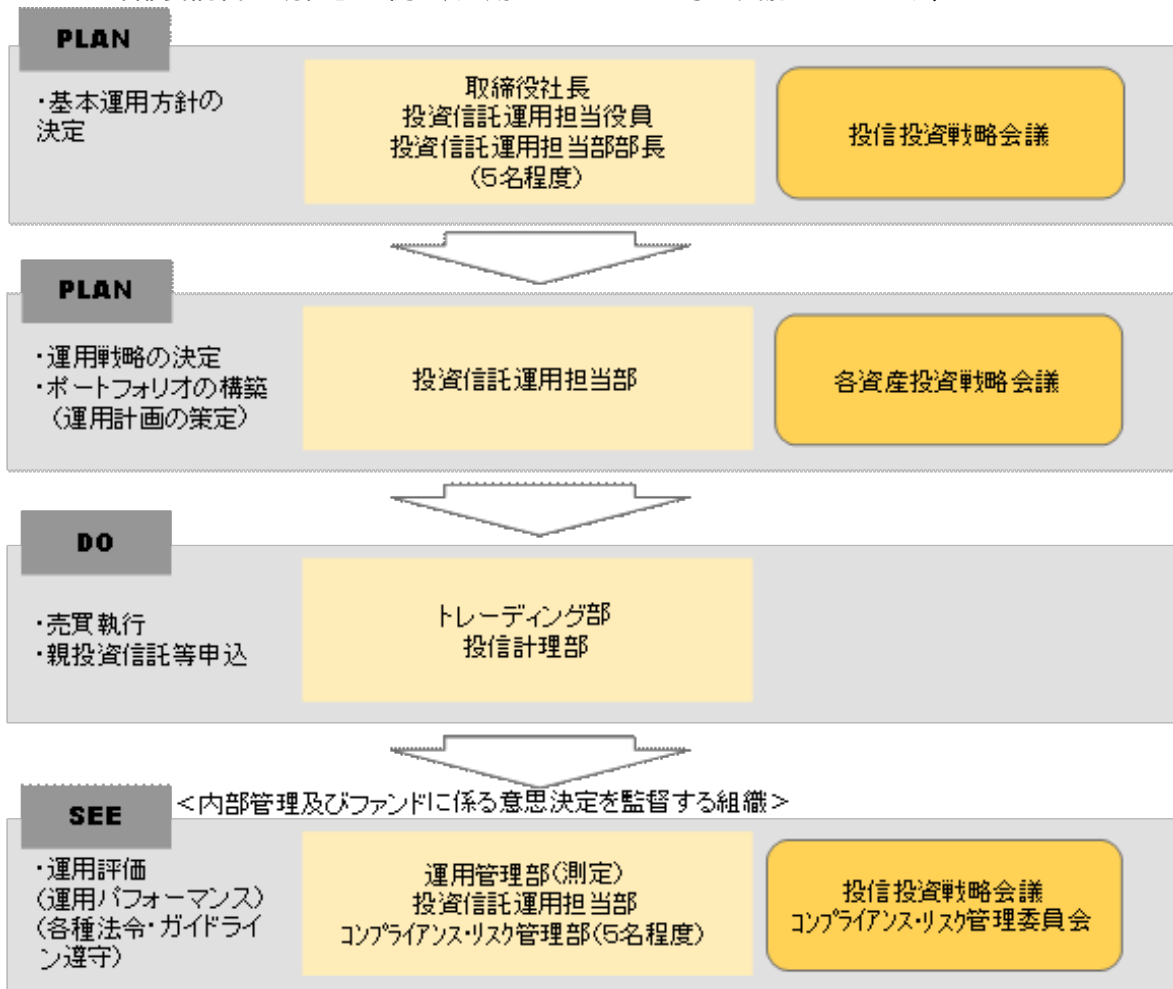 PLAN
・基本運用方針の
決定
取締役社長
投資信託運用担当役員
投資信託運用担当部部長
(5名程度)
投信投資戦略会議
PLAN
・運用戦略の決定
・ポートフォリオの構築
(運用計画の策定)
投資信託運用担当部
各資産投資戦略会議
DO
・売買執行
・親投資信託等申込
トレーディング部
投信計理部
SEE
<内部管理及びファンドに係る意思決定を監督する組織>
・運用評価
(運用パフォーマンス)
(各種法令・ガイドライ
ン遵守)
運用管理部(測定)
投資信託運用担当部
コンプライアンス・リスク管理部(5名程度)
投信投資戦略会議
コンプライアンス・リスク管理委員会